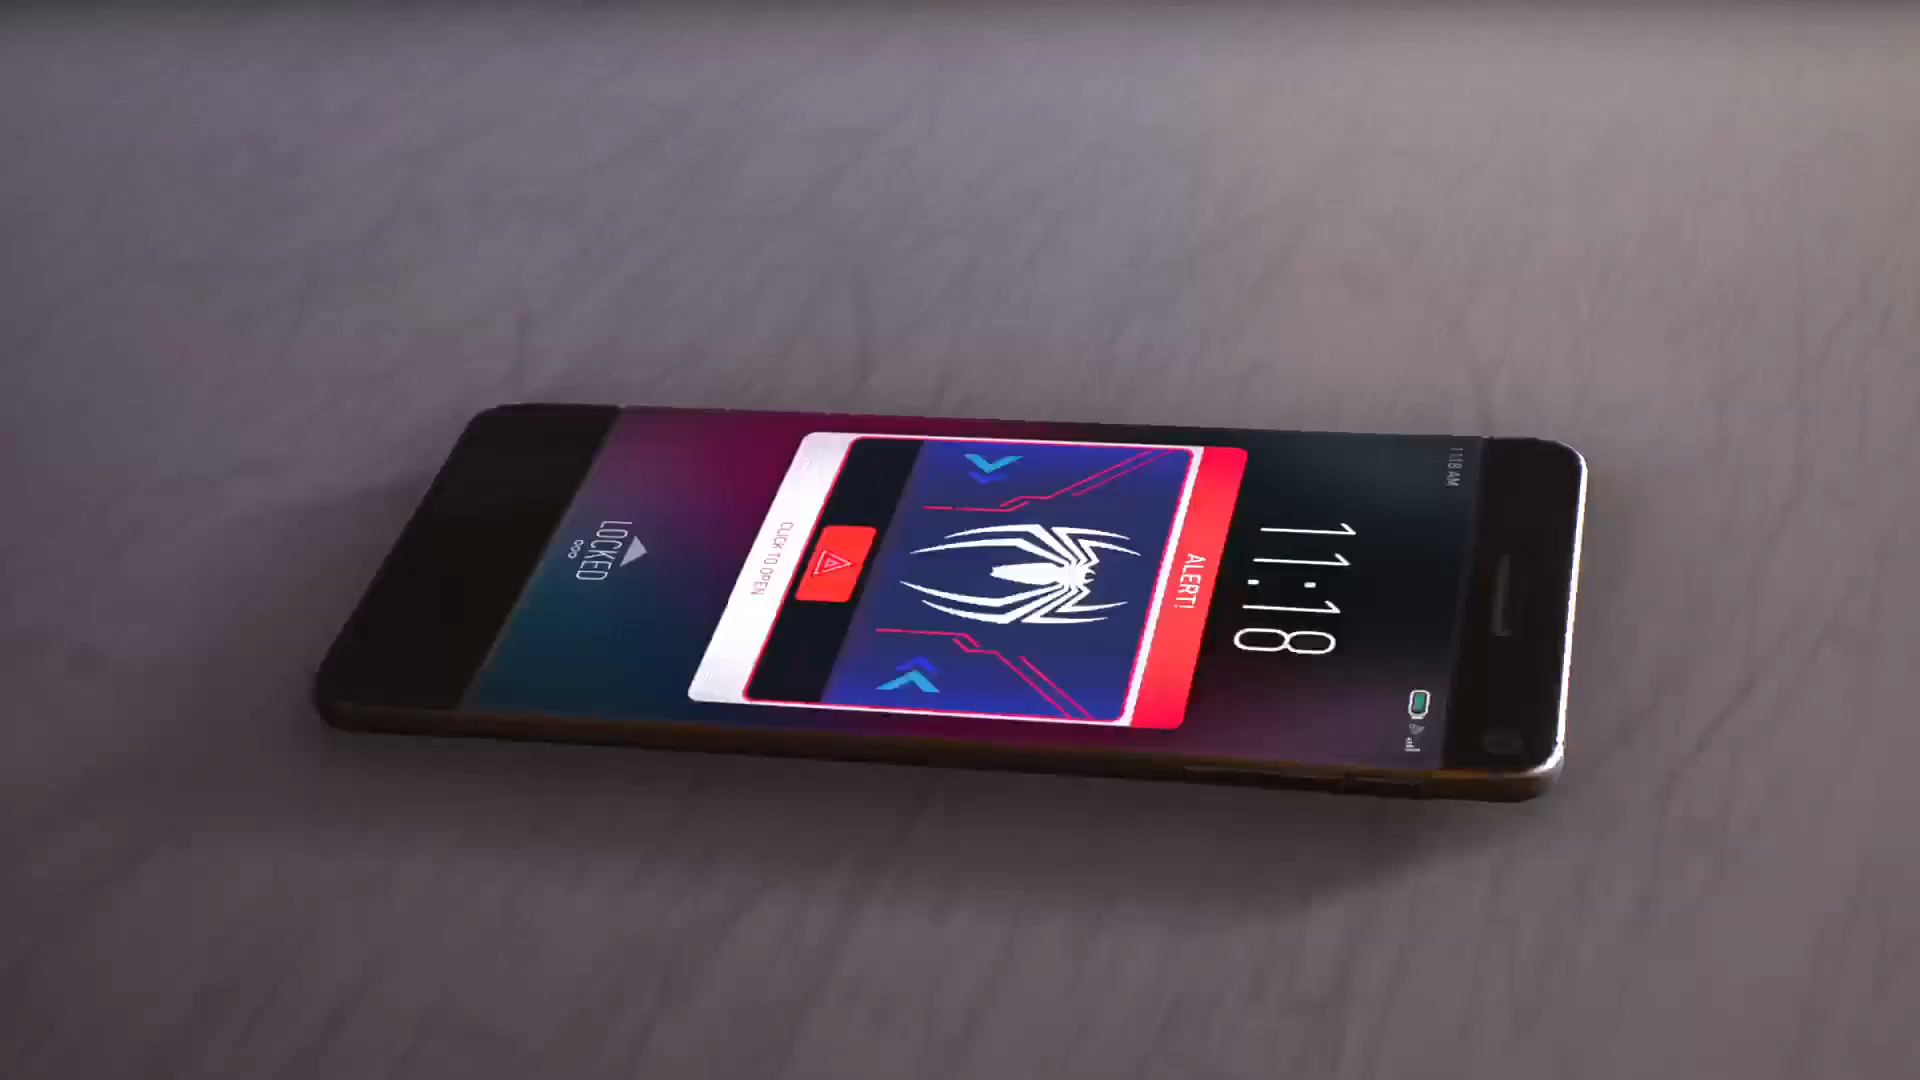 11:18 AM
11:18
ALERT!
CLICK TO OPEN
LOCKED